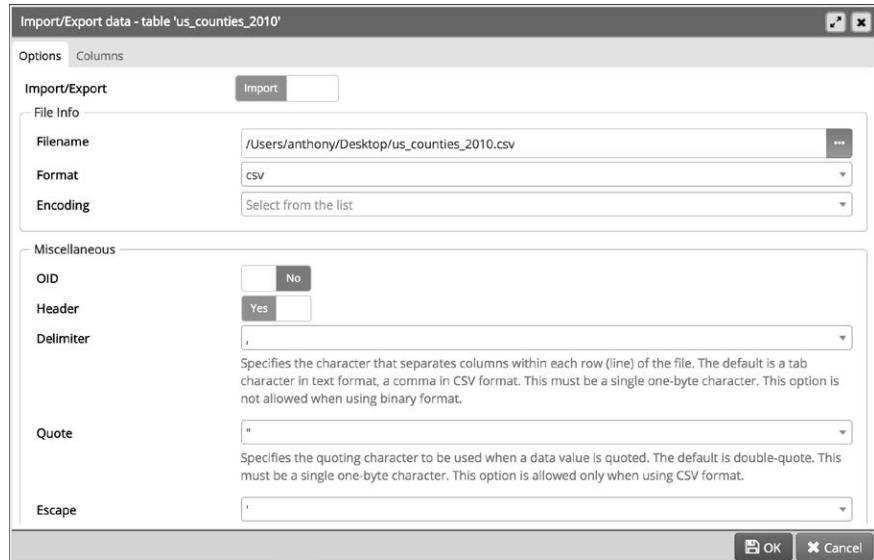 Import/Export data - table 'us_counties_2010'
Options Columns
Import/Export Import
File Info
Filename /Users/anthony/Desktop/us_counties_2010.csv ...
Format csv
Encoding Select from the list
Miscellaneous
OID No
Header Yes
Delimiter ,
Specifies the character that separates columns within each row (line) of the file. The default is a tab
character in text format, a comma in CSV format. This must be a single one-byte character. This option is
not allowed when using binary format.
Quote "
Specifies the quoting character to be used when a data value is quoted. The default is double-quote. This
must be a single one-byte character. This option is allowed only when using CSV format.
Escape '
OK Cancel